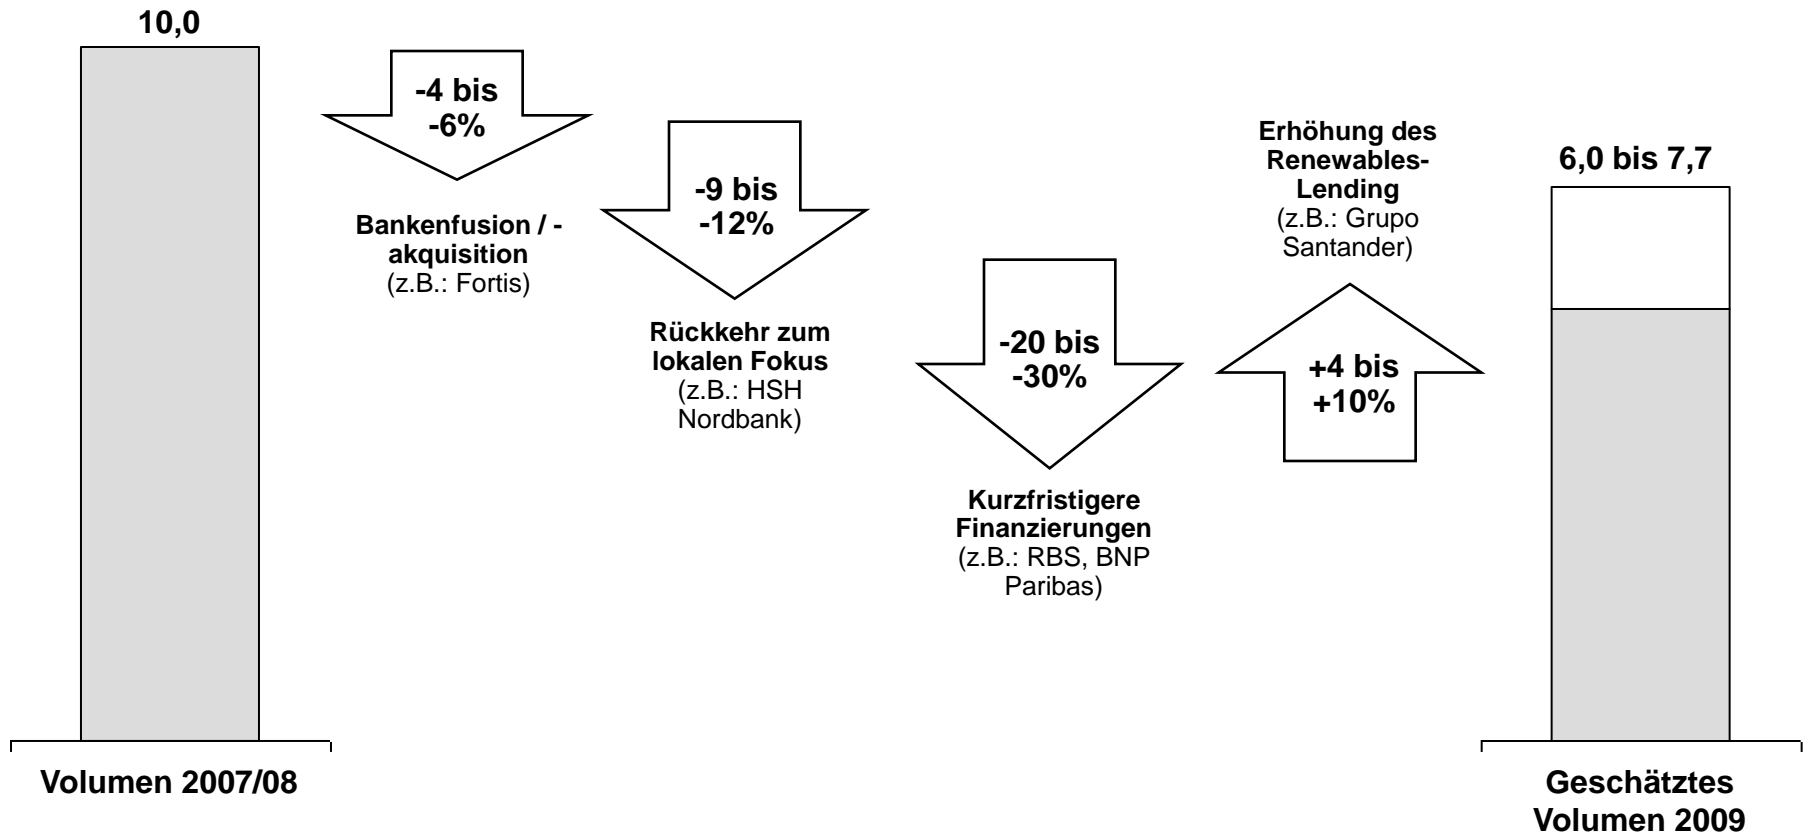 10,0
-4 bis
-6%
Bankenfusion / -
akquisition
(z.B.: Fortis)
-9 bis
-12%
Rückkehr zum
lokalen Fokus
(z.B.: HSH
Nordbank)
-20 bis
-30%
Kurzfristigere
Finanzierungen
(z.B.: RBS, BNP
Paribas)
Erhöhung des
Renewables-
Lending
(z.B.: Grupo
Santander)
+4 bis
+10%
6,0 bis 7,7
Volumen 2007/08
Geschätztes
Volumen 2009